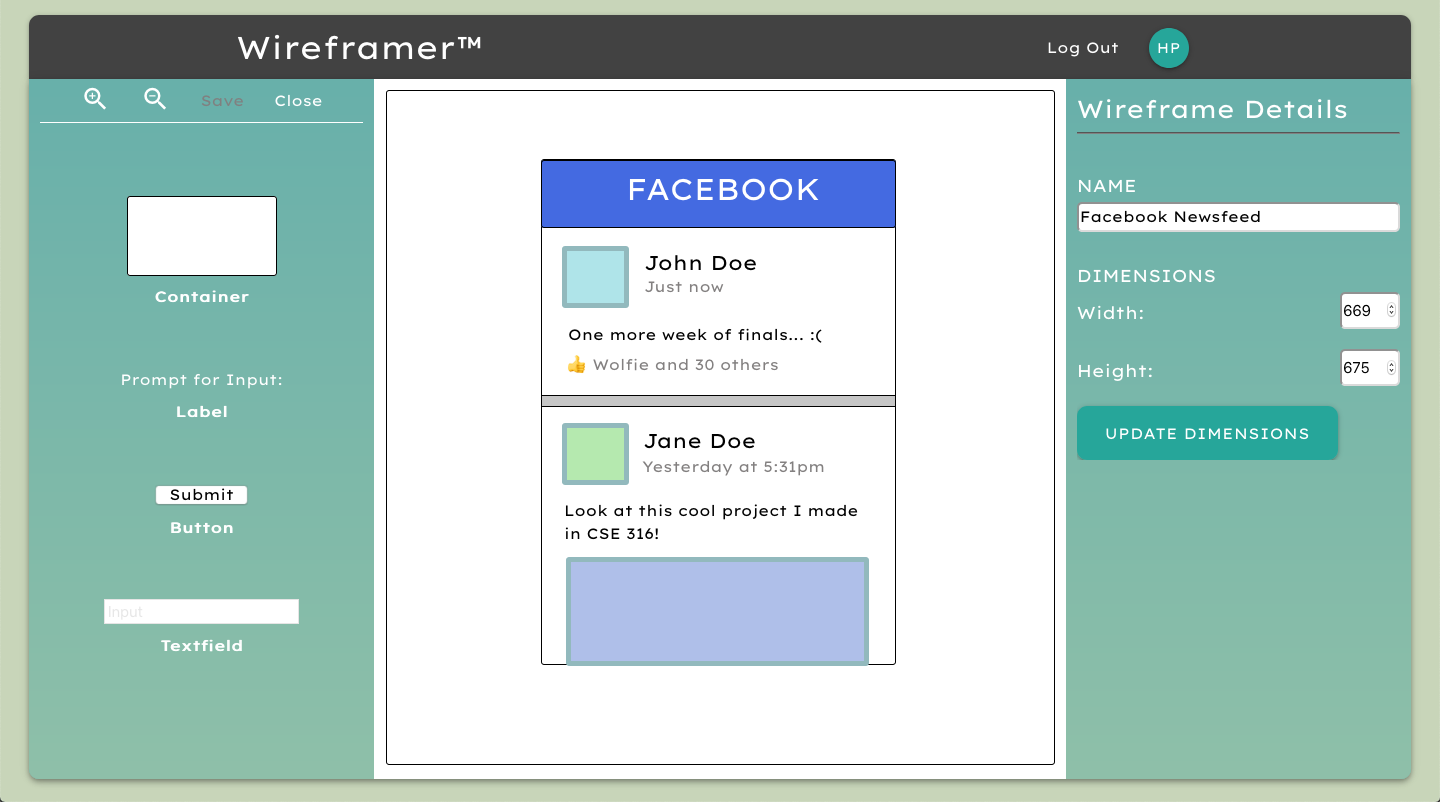 Wireframer™
Log Out
HP
Save
Close
Container
Prompt for Input:
Label
Submit
Button
Input
Textfield
FACEBOOK
John Doe
Just now
One more week of finals... :(
👍 Wolfie and 30 others
Jane Doe
Yesterday at 5:31pm
Look at this cool project I made
in CSE 316!
Wireframe Details
NAME
Facebook Newsfeed
DIMENSIONS
Width:
669
Height:
675
UPDATE DIMENSIONS